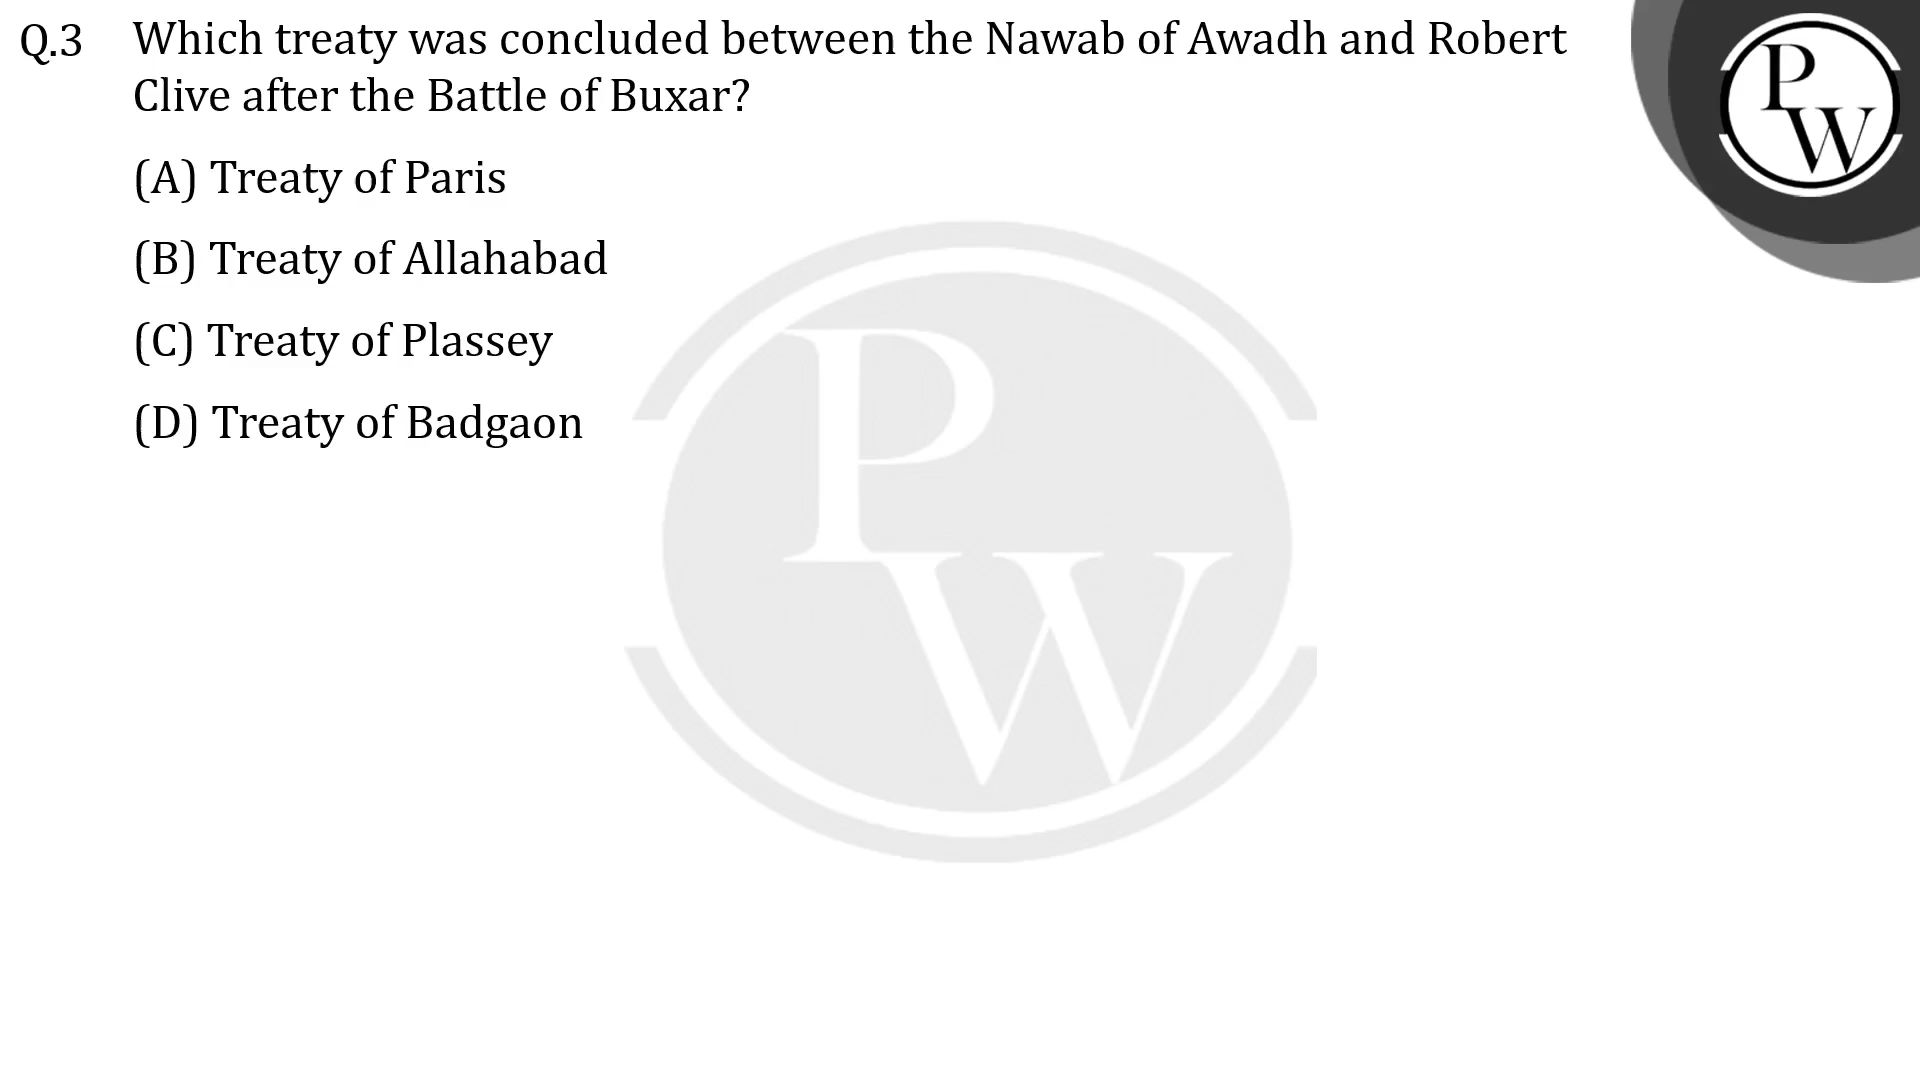 Q.3 Which treaty was concluded between the Nawab of Awadh and Robert
Clive after the Battle of Buxar?
(A) Treaty of Paris
(B) Treaty of Allahabad
(C) Treaty of Plassey
(D) Treaty of Badgaon
PW
PW